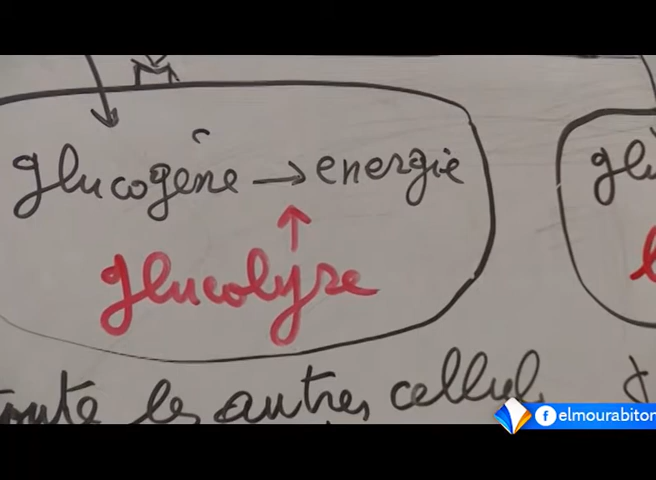 glucogène → energie
glucolyse
toute les autres cellul
elmourabiton